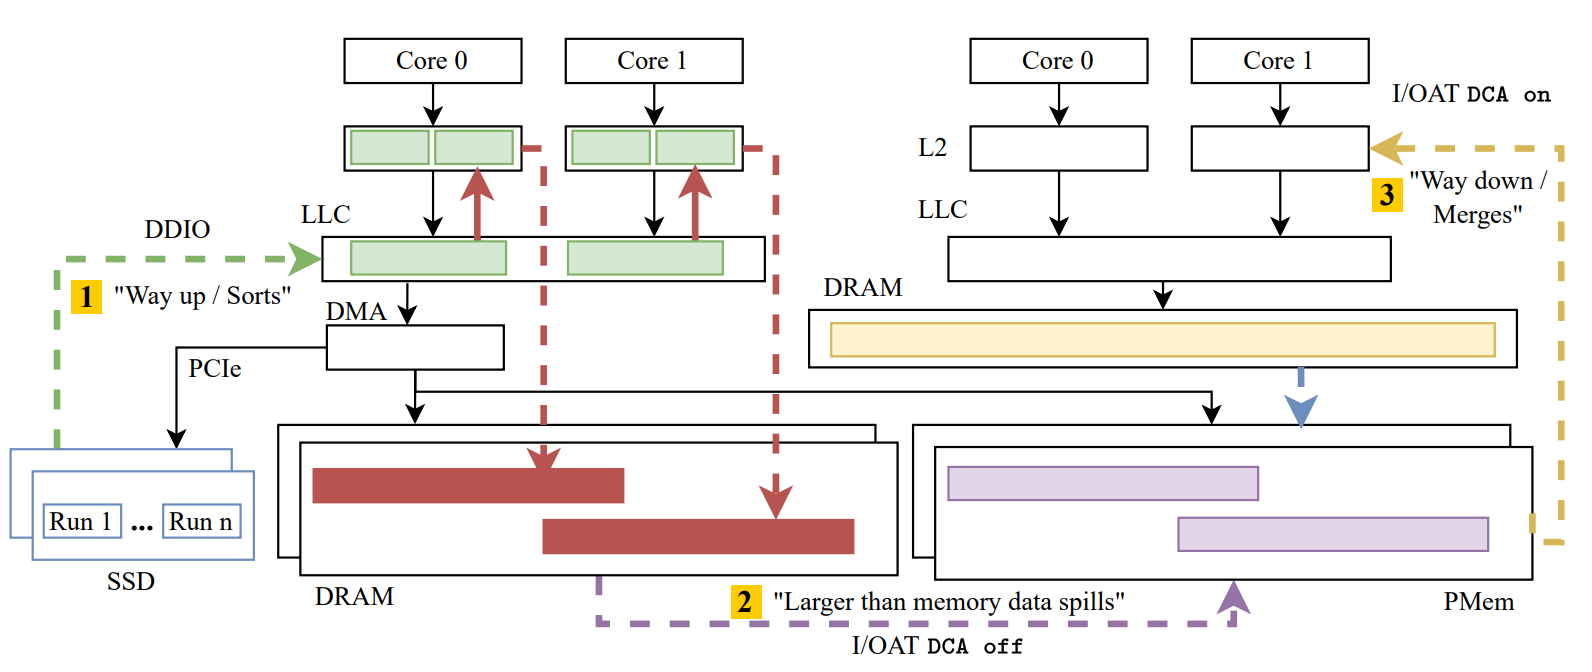 Core 0
Core 1
Core 0
Core 1
I/OAT DCA on
L2
3 "Way down /
Merges"
LLC
LLC
DDIO
1 "Way up / Sorts"
DRAM
DMA
PCIe
Run 1 ... Run n
SSD
DRAM
2 "Larger than memory data spills"
PMem
I/OAT DCA off